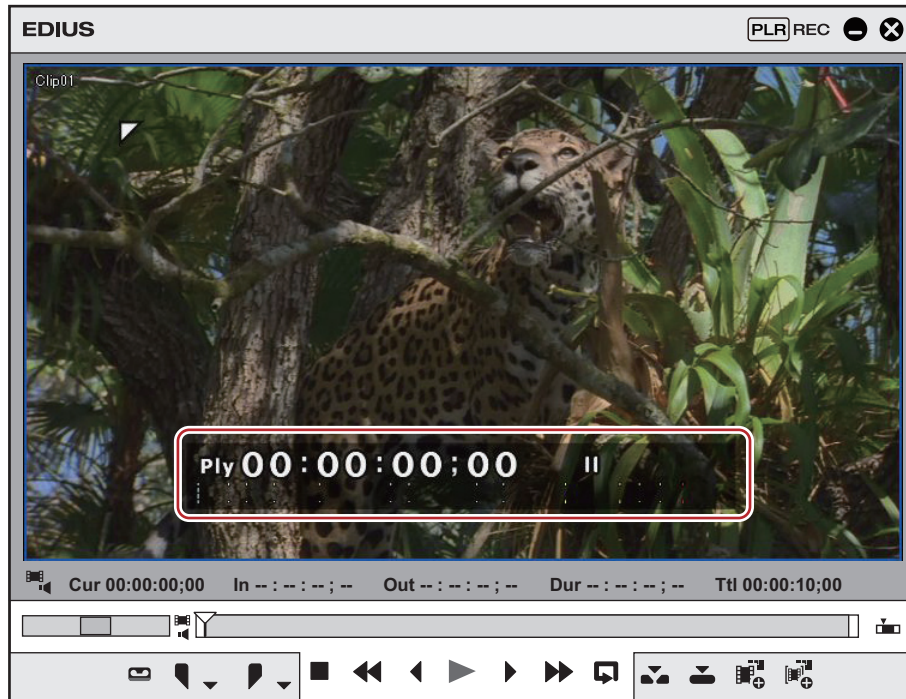 EDIUS PLR REC
Clip01
Ply 00:00:00;00
Cur 00:00:00;00 In -- : -- : -- ; -- Out -- : -- : -- ; -- Dur -- : -- : -- ; -- Ttl 00:00:10;00